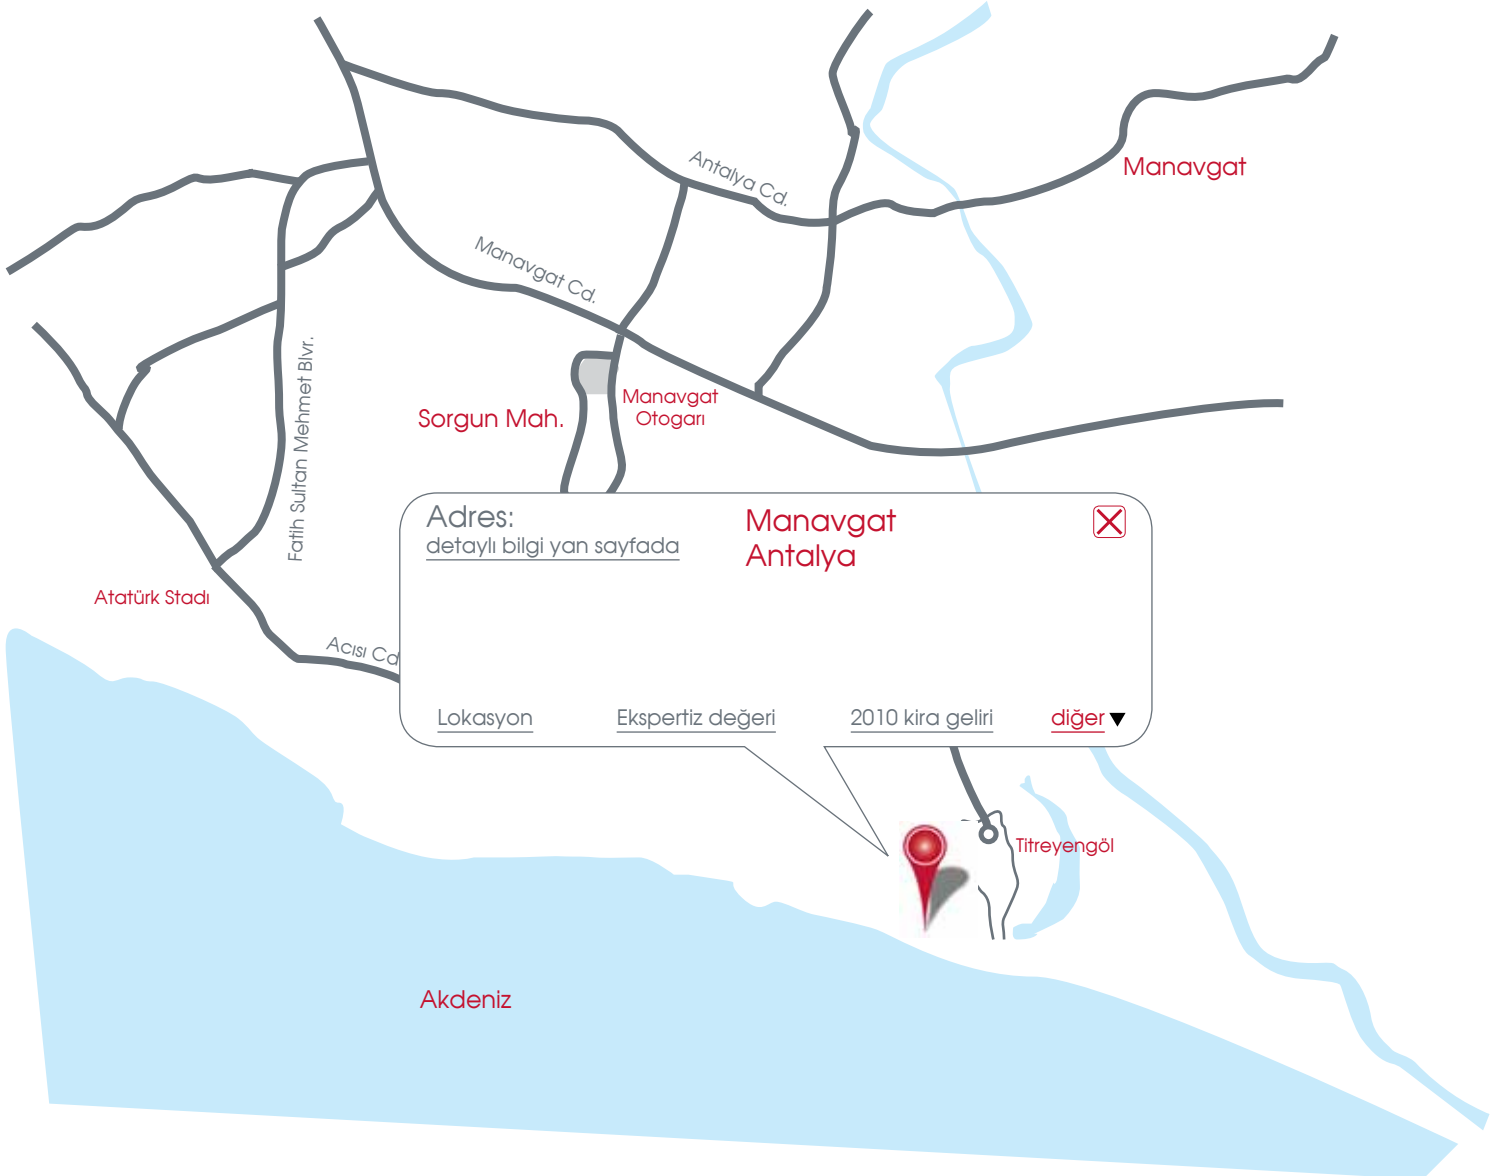 Antalya Cd.
Manavgat
Manavgat Cd.
Fatih Sultan Mehmet Blvr.
Manavgat
Otogarı
Sorgun Mah.
Adres:
detaylı bilgi yan sayfada
Manavgat
Antalya
Atatürk Stadı
Acısı Cd
Lokasyon
Ekspertiz değeri
2010 kira geliri
diğer
Titreyengöl
Akdeniz